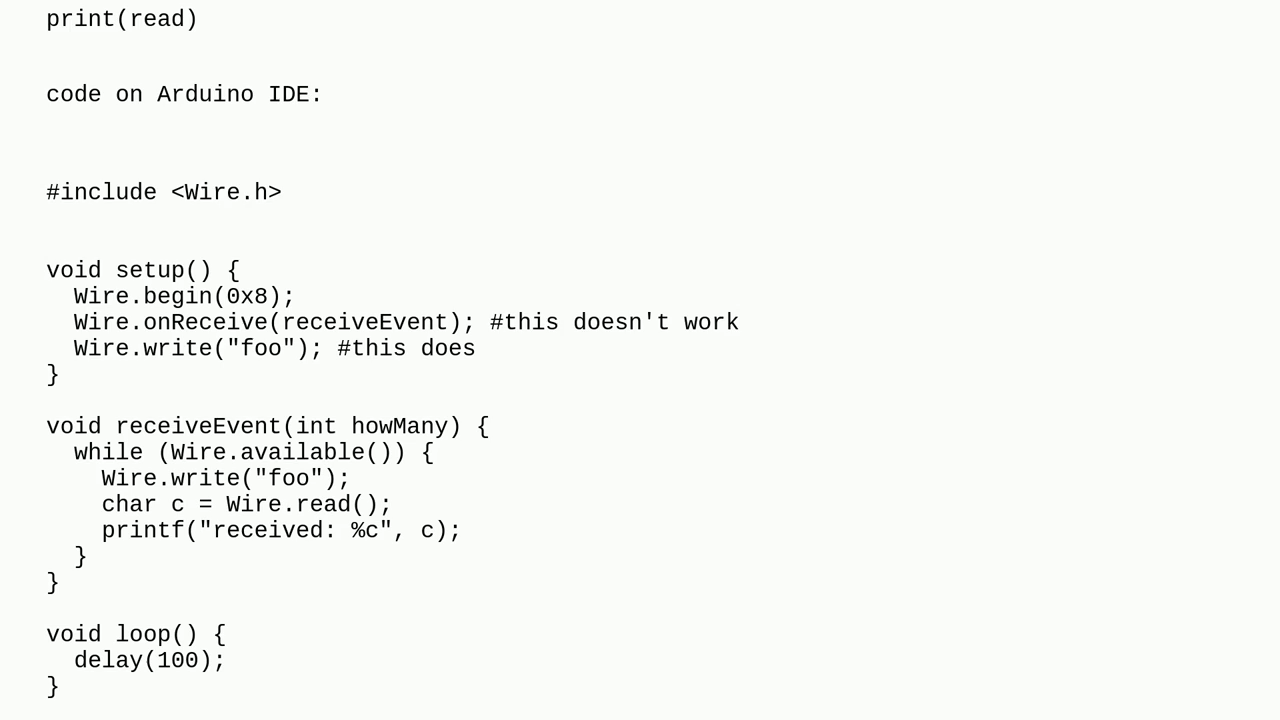 print(read)
code on Arduino IDE:
#include <Wire.h>
void setup() {
  Wire.begin(0x8);
  Wire.onReceive(receiveEvent); #this doesn't work
  Wire.write("foo"); #this does
}
void receiveEvent(int howMany) {
  while (Wire.available()) {
    Wire.write("foo");
    char c = Wire.read();
    printf("received: %c", c);
  }
}
void loop() {
  delay(100);
}